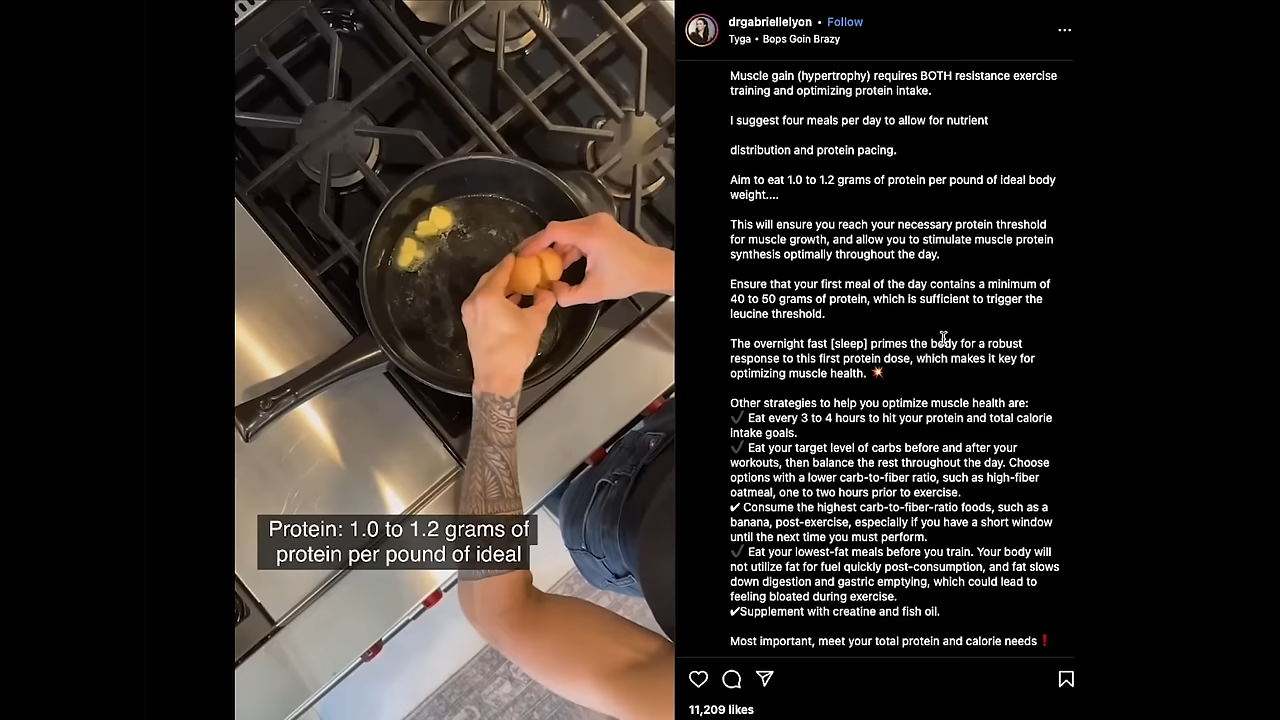 drgabriellelyon • Follow
Tyga • Bops Goin Brazy
Muscle gain (hypertrophy) requires BOTH resistance exercise
training and optimizing protein intake.
I suggest four meals per day to allow for nutrient
distribution and protein pacing.
Aim to eat 1.0 to 1.2 grams of protein per pound of ideal body
weight....
This will ensure you reach your necessary protein threshold
for muscle growth, and allow you to stimulate muscle protein
synthesis optimally throughout the day.
Ensure that your first meal of the day contains a minimum of
40 to 50 grams of protein, which is sufficient to trigger the
leucine threshold.
The overnight fast [sleep] primes the body for a robust
response to this first protein dose, which makes it key for
optimizing muscle health. 💥
Other strategies to help you optimize muscle health are:
✔️ Eat every 3 to 4 hours to hit your protein and total calorie
intake goals.
✔️ Eat your target level of carbs before and after your
workouts, then balance the rest throughout the day. Choose
options with a lower carb-to-fiber ratio, such as high-fiber
oatmeal, one to two hours prior to exercise.
✔ Consume the highest carb-to-fiber-ratio foods, such as a
banana, post-exercise, especially if you have a short window
until the next time you must perform.
✔️ Eat your lowest-fat meals before you train. Your body will
not utilize fat for fuel quickly post-consumption, and fat slows
down digestion and gastric emptying, which could lead to
feeling bloated during exercise.
✔Supplement with creatine and fish oil.
Most important, meet your total protein and calorie needs❗
11,209 likes
Protein: 1.0 to 1.2 grams of
protein per pound of ideal